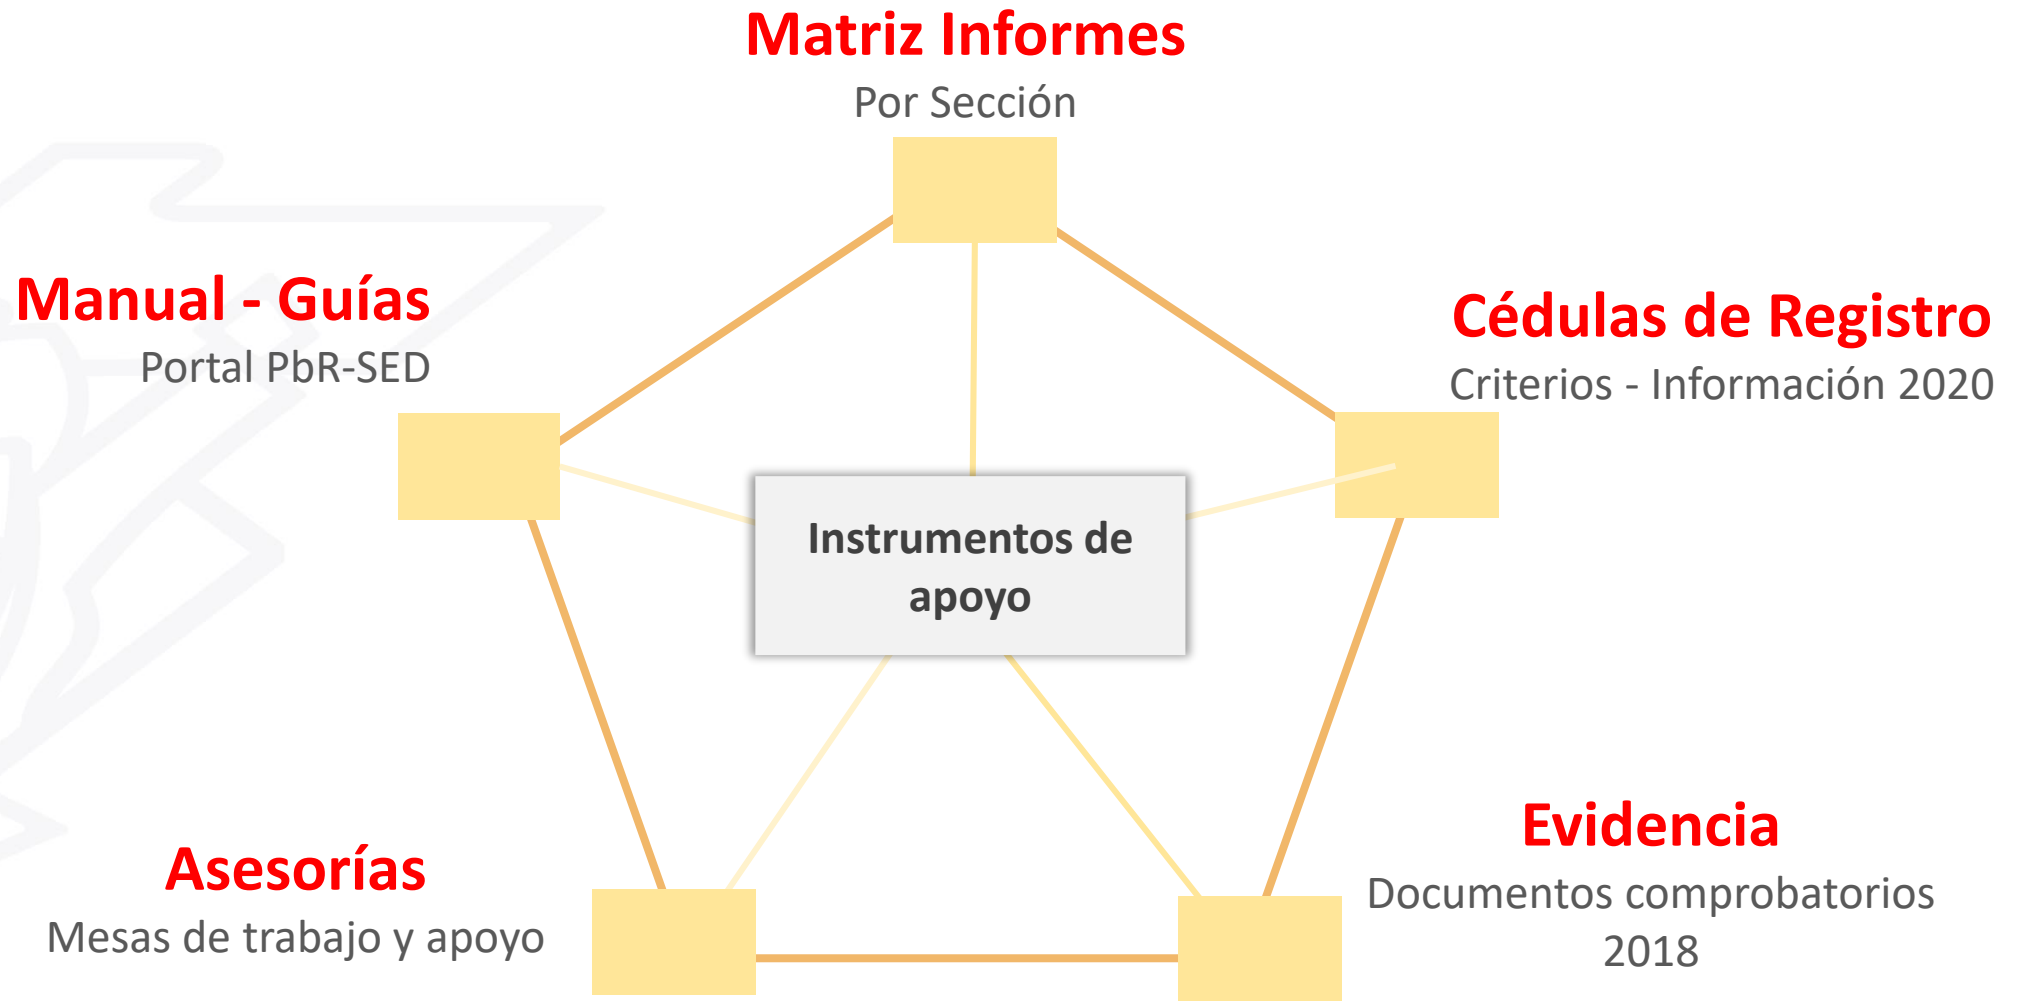 Matriz Informes
Por Sección
Manual - Guías
Portal PbR-SED
Cédulas de Registro
Criterios - Información 2020
Instrumentos de
apoyo
Asesorías
Mesas de trabajo y apoyo
Evidencia
Documentos comprobatorios
2018